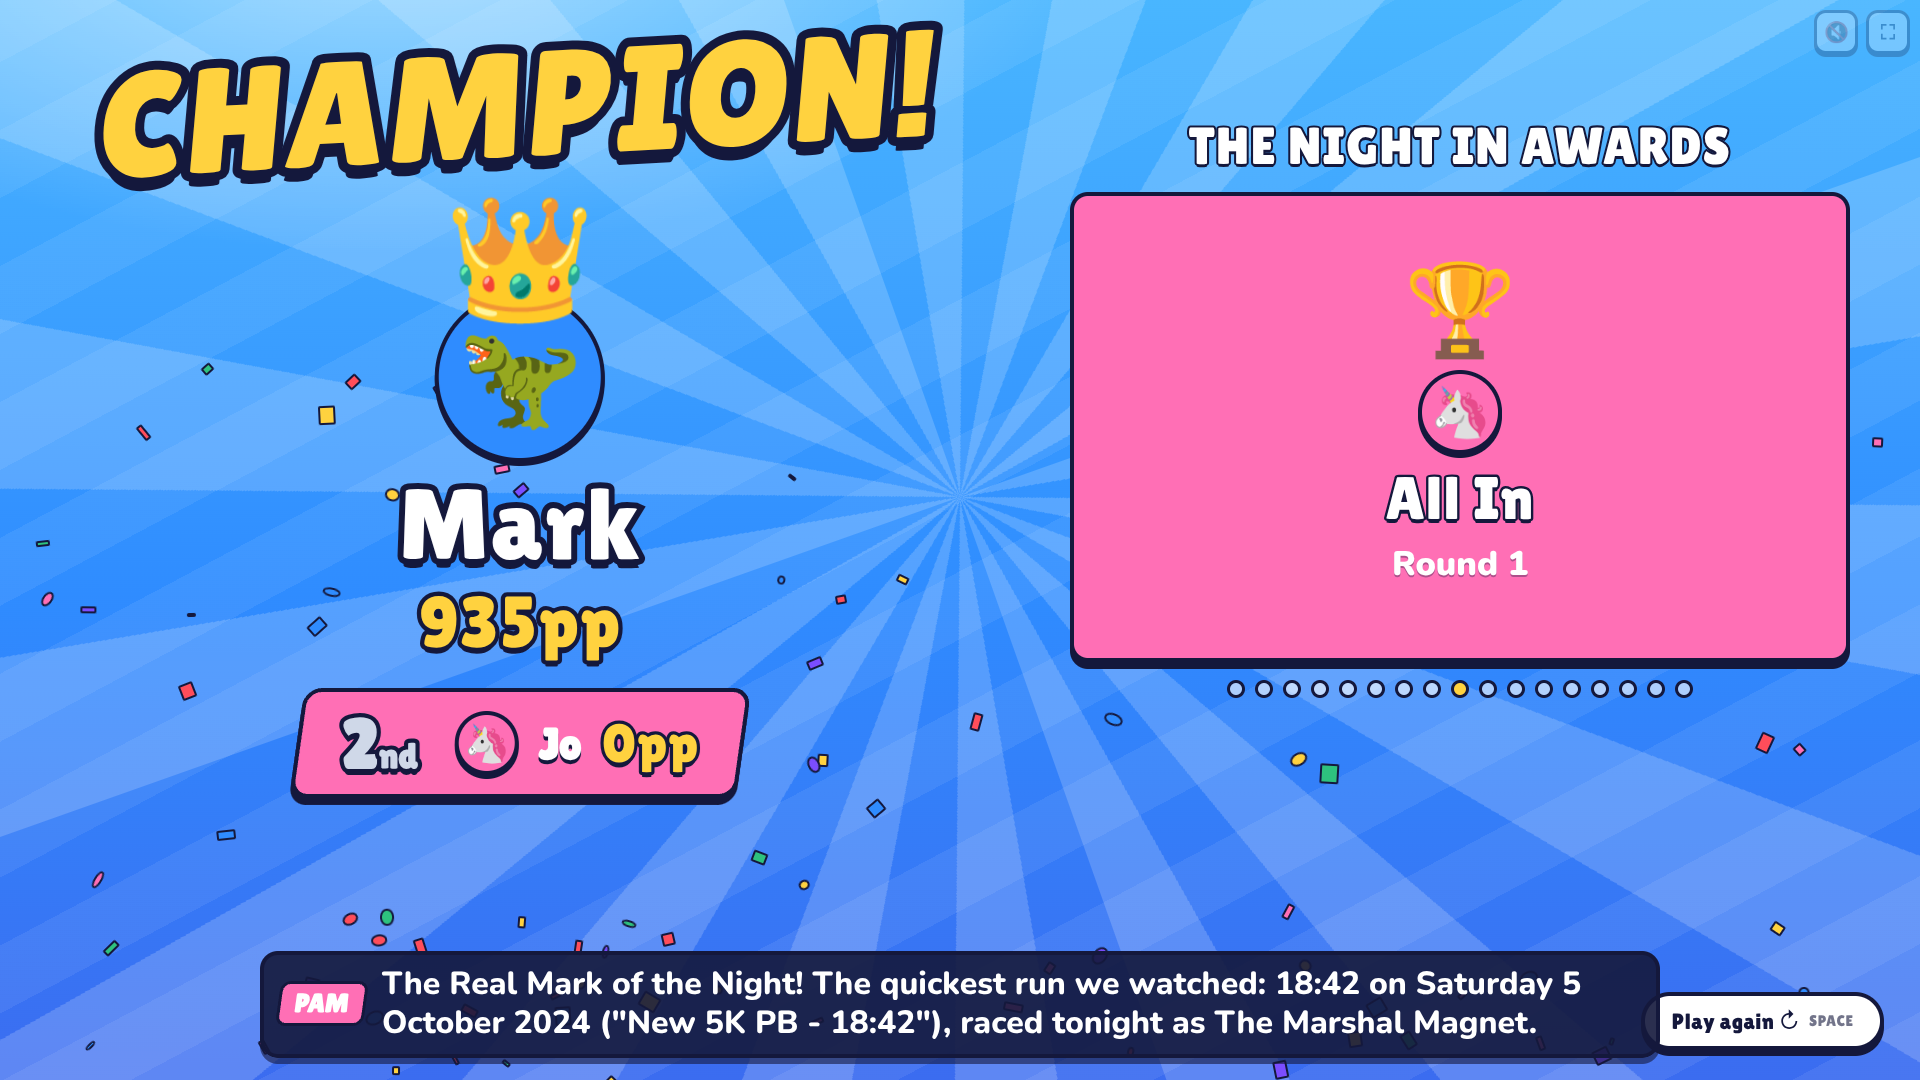 CHAMPION!
THE NIGHT IN AWARDS
All In
Round 1
Mark
935pp
2nd Jo 0pp
PAM
The Real Mark of the Night! The quickest run we watched: 18:42 on Saturday 5
October 2024 ("New 5K PB - 18:42"), raced tonight as The Marshal Magnet.
Play again SPACE